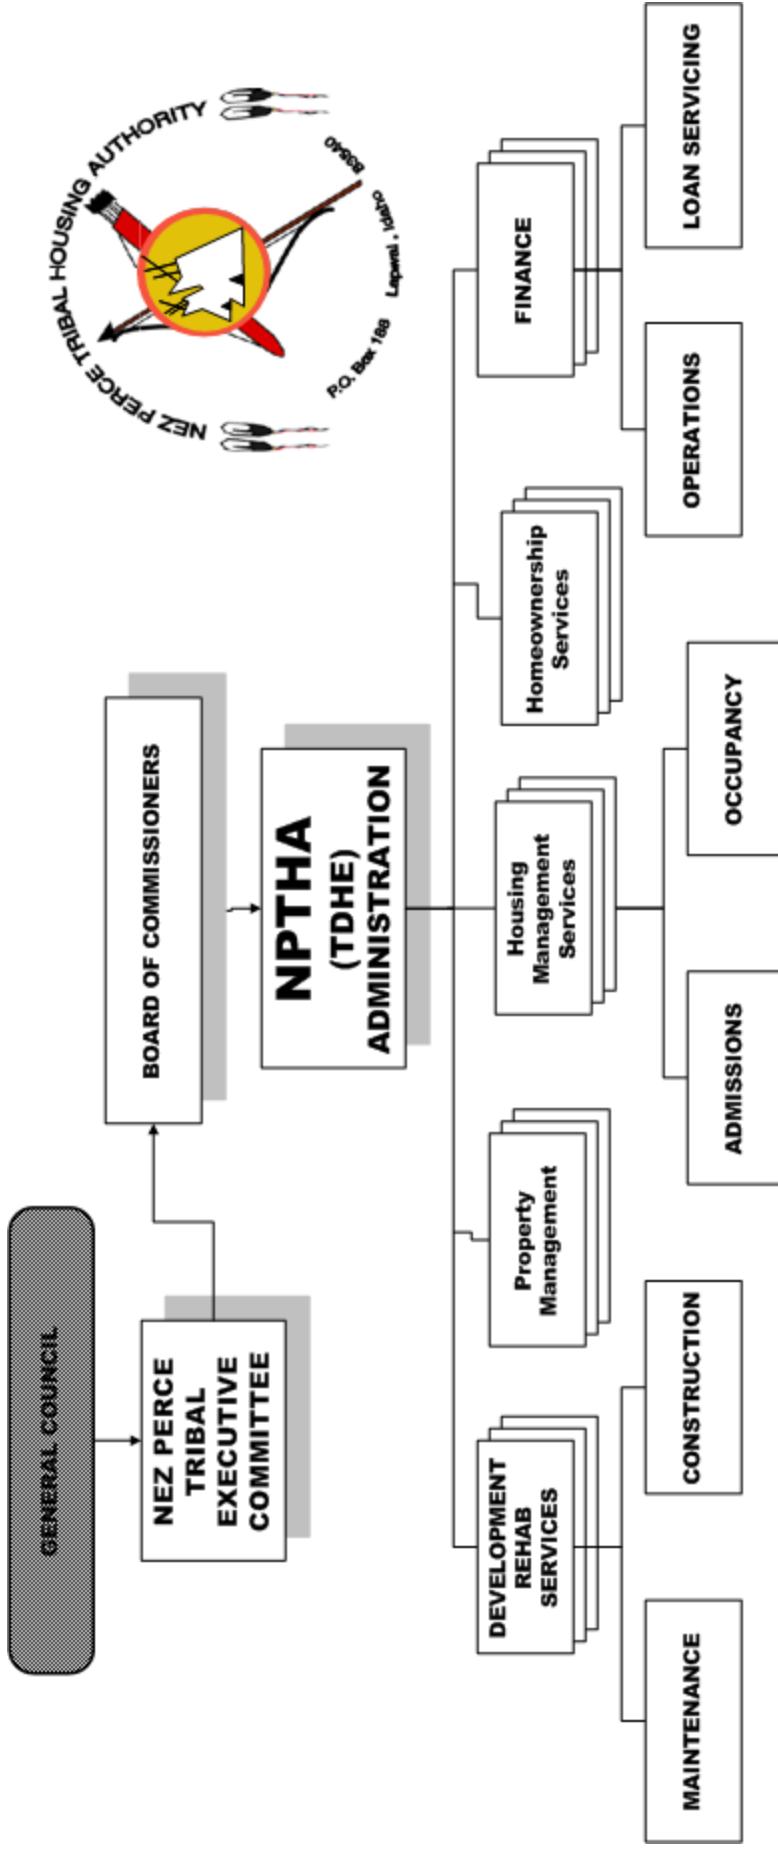 GENERAL COUNCIL
NEZ PERCE
TRIBAL
EXECUTIVE
COMMITTEE
BOARD OF COMMISSIONERS
NPTHA
(TDHE)
ADMINISTRATION
NEZ PERCE TRIBAL HOUSING AUTHORITY
P.O. Box 188 Lapwai, Idaho 83540
DEVELOPMENT
REHAB
SERVICES
Property
Management
Housing
Management
Services
Homeownership
Services
FINANCE
MAINTENANCE
CONSTRUCTION
ADMISSIONS
OCCUPANCY
OPERATIONS
LOAN SERVICING